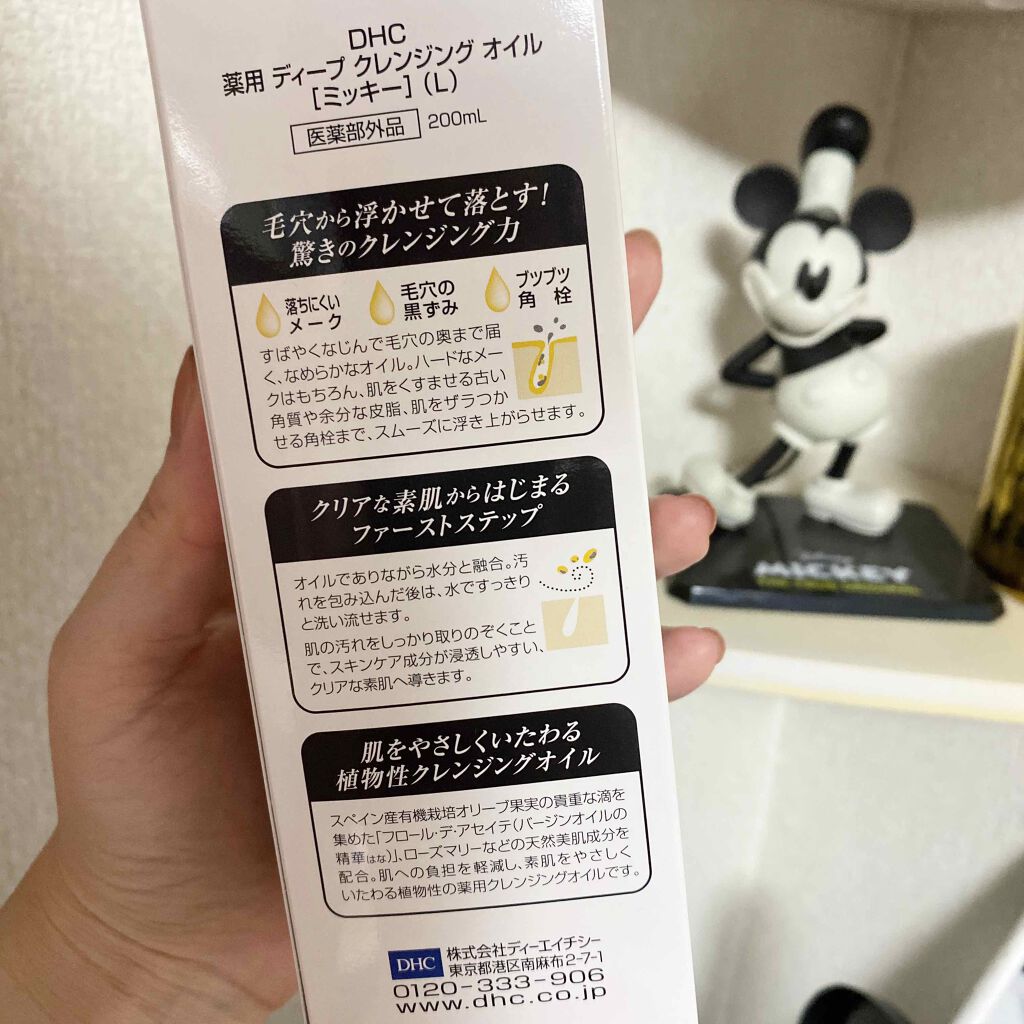 DHC
薬用 ディープ クレンジング オイル
［ミッキー］（L）
医薬部外品 200mL
毛穴から浮かせて落とす！
驚きのクレンジング力
落ちにくい
メーク
毛穴の
黒ずみ
ブツブツ
角栓
すばやくなじんで毛穴の奥まで届
く、なめらかなオイル。ハードなメー
クはもちろん、肌をくすませる古い
角質や余分な皮脂、肌をザラつか
せる角栓まで、スムーズに浮き上がらせます。
クリアな素肌からはじまる
ファーストステップ
オイルでありながら水分と融合。汚
れを包み込んだ後は、水ですっきり
と洗い流せます。
肌の汚れをしっかり取りのぞくこと
で、スキンケア成分が浸透しやすい、
クリアな素肌へ導きます。
肌をやさしくいたわる
植物性クレンジングオイル
スペイン産有機栽培オリーブ果実の貴重な滴を
集めた「フロール・デ・アセイテ（バージンオイルの
精華（はな））」、ローズマリーなどの天然美肌成分を
配合。肌への負担を軽減し、素肌をやさしく
いたわる植物性の薬用クレンジングオイルです。
DHC 株式会社ディーエイチシー
東京都港区南麻布2-7-1
0120-333-906
www.dhc.co.jp
MICKEY